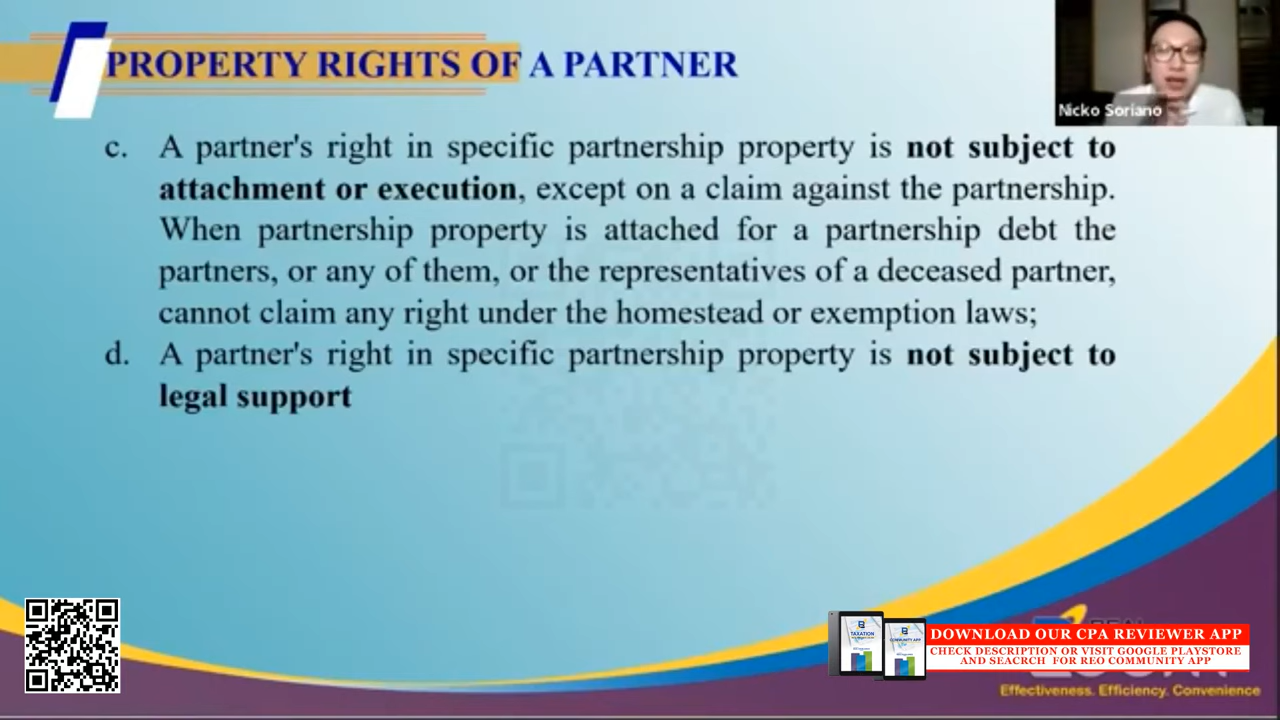 PROPERTY RIGHTS OF A PARTNER
Nicko Soriano
c. A partner's right in specific partnership property is not subject to
attachment or execution, except on a claim against the partnership.
When partnership property is attached for a partnership debt the
partners, or any of them, or the representatives of a deceased partner,
cannot claim any right under the homestead or exemption laws;
d. A partner's right in specific partnership property is not subject to
legal support
TAXATION
COMMUNITY APP
DOWNLOAD OUR CPA REVIEWER APP
CHECK DESCRIPTION OR VISIT GOOGLE PLAYSTORE
AND SEACRCH FOR REO COMMUNITY APP
Effectiveness. Efficiency. Convenience